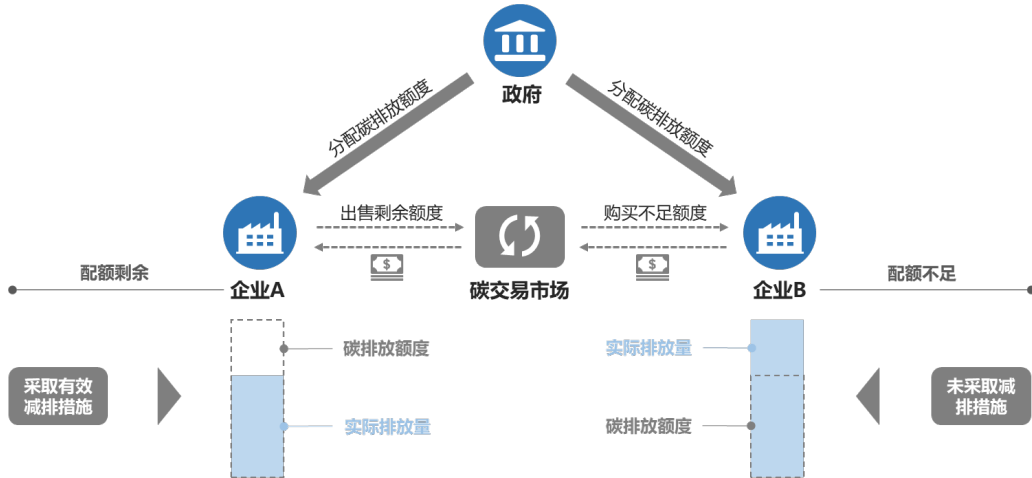 政府
分配碳排放额度
分配碳排放额度
出售剩余额度
购买不足额度
$
$
配额剩余
企业A
碳交易市场
企业B
配额不足
碳排放额度
实际排放量
采取有效
减排措施
实际排放量
碳排放额度
未采取减
排措施